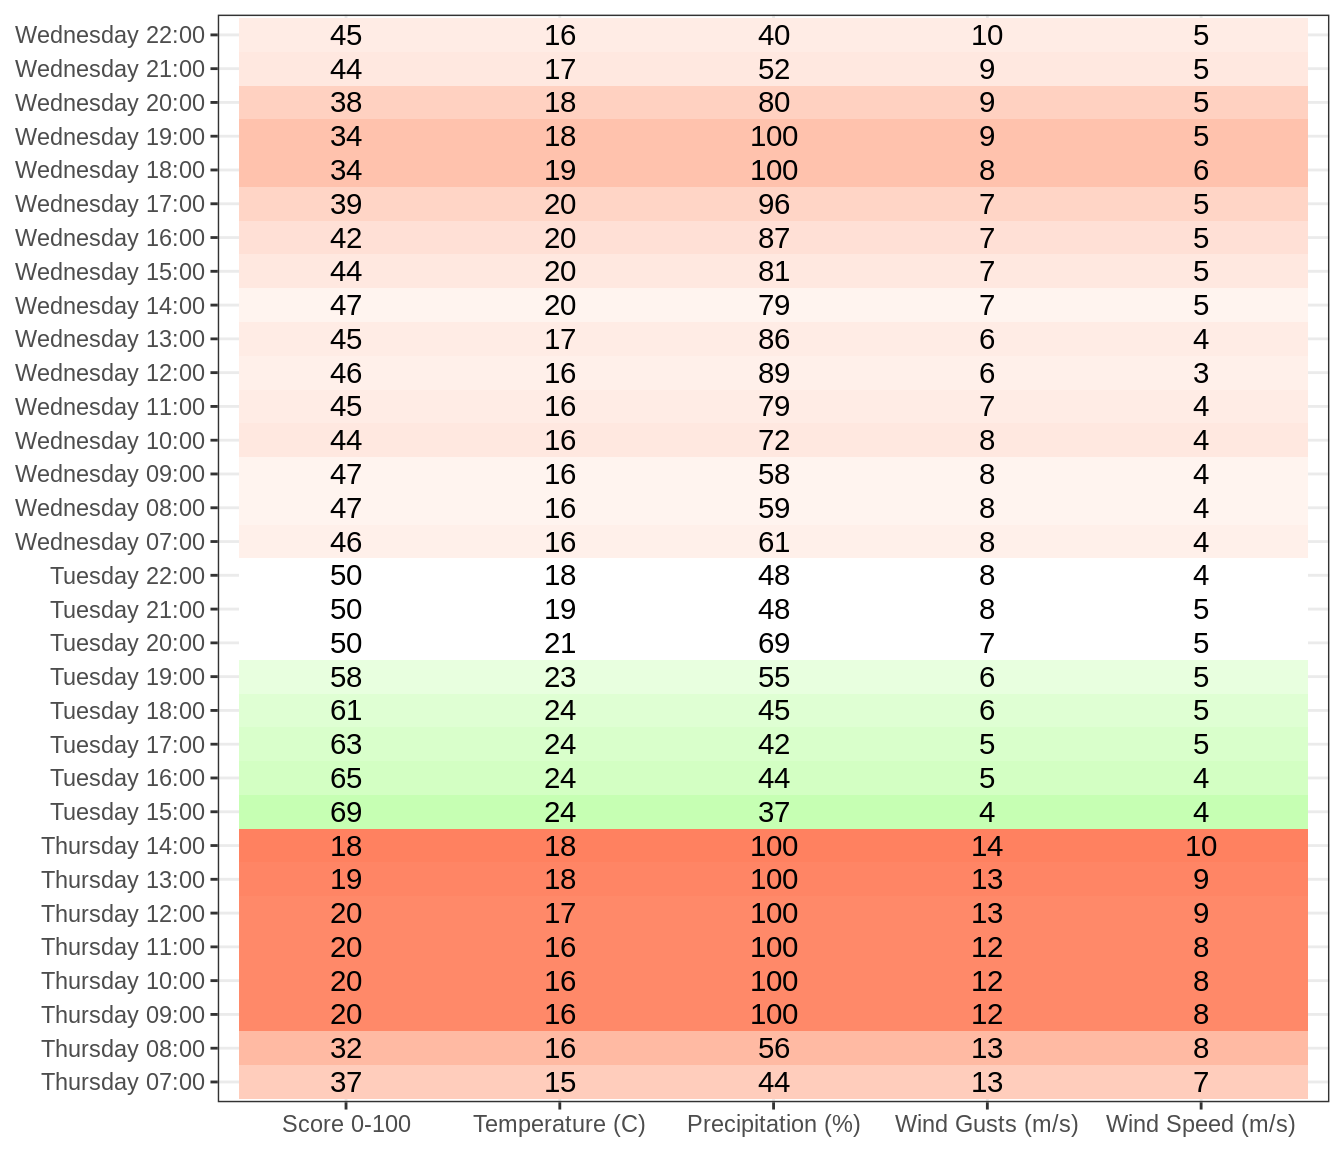 Wednesday 22:00 45 16 40 10 5
Wednesday 21:00 44 17 52 9 5
Wednesday 20:00 38 18 80 9 5
Wednesday 19:00 34 18 100 9 5
Wednesday 18:00 34 19 100 8 6
Wednesday 17:00 39 20 96 7 5
Wednesday 16:00 42 20 87 7 5
Wednesday 15:00 44 20 81 7 5
Wednesday 14:00 47 20 79 7 5
Wednesday 13:00 45 17 86 6 4
Wednesday 12:00 46 16 89 6 3
Wednesday 11:00 45 16 79 7 4
Wednesday 10:00 44 16 72 8 4
Wednesday 09:00 47 16 58 8 4
Wednesday 08:00 47 16 59 8 4
Wednesday 07:00 46 16 61 8 4
Tuesday 22:00 50 18 48 8 4
Tuesday 21:00 50 19 48 8 5
Tuesday 20:00 50 21 69 7 5
Tuesday 19:00 58 23 55 6 5
Tuesday 18:00 61 24 45 6 5
Tuesday 17:00 63 24 42 5 5
Tuesday 16:00 65 24 44 5 4
Tuesday 15:00 69 24 37 4 4
Thursday 14:00 18 18 100 14 10
Thursday 13:00 19 18 100 13 9
Thursday 12:00 20 17 100 13 9
Thursday 11:00 20 16 100 12 8
Thursday 10:00 20 16 100 12 8
Thursday 09:00 20 16 100 12 8
Thursday 08:00 32 16 56 13 8
Thursday 07:00 37 15 44 13 7
Score 0-100 Temperature (C) Precipitation (%) Wind Gusts (m/s) Wind Speed (m/s)